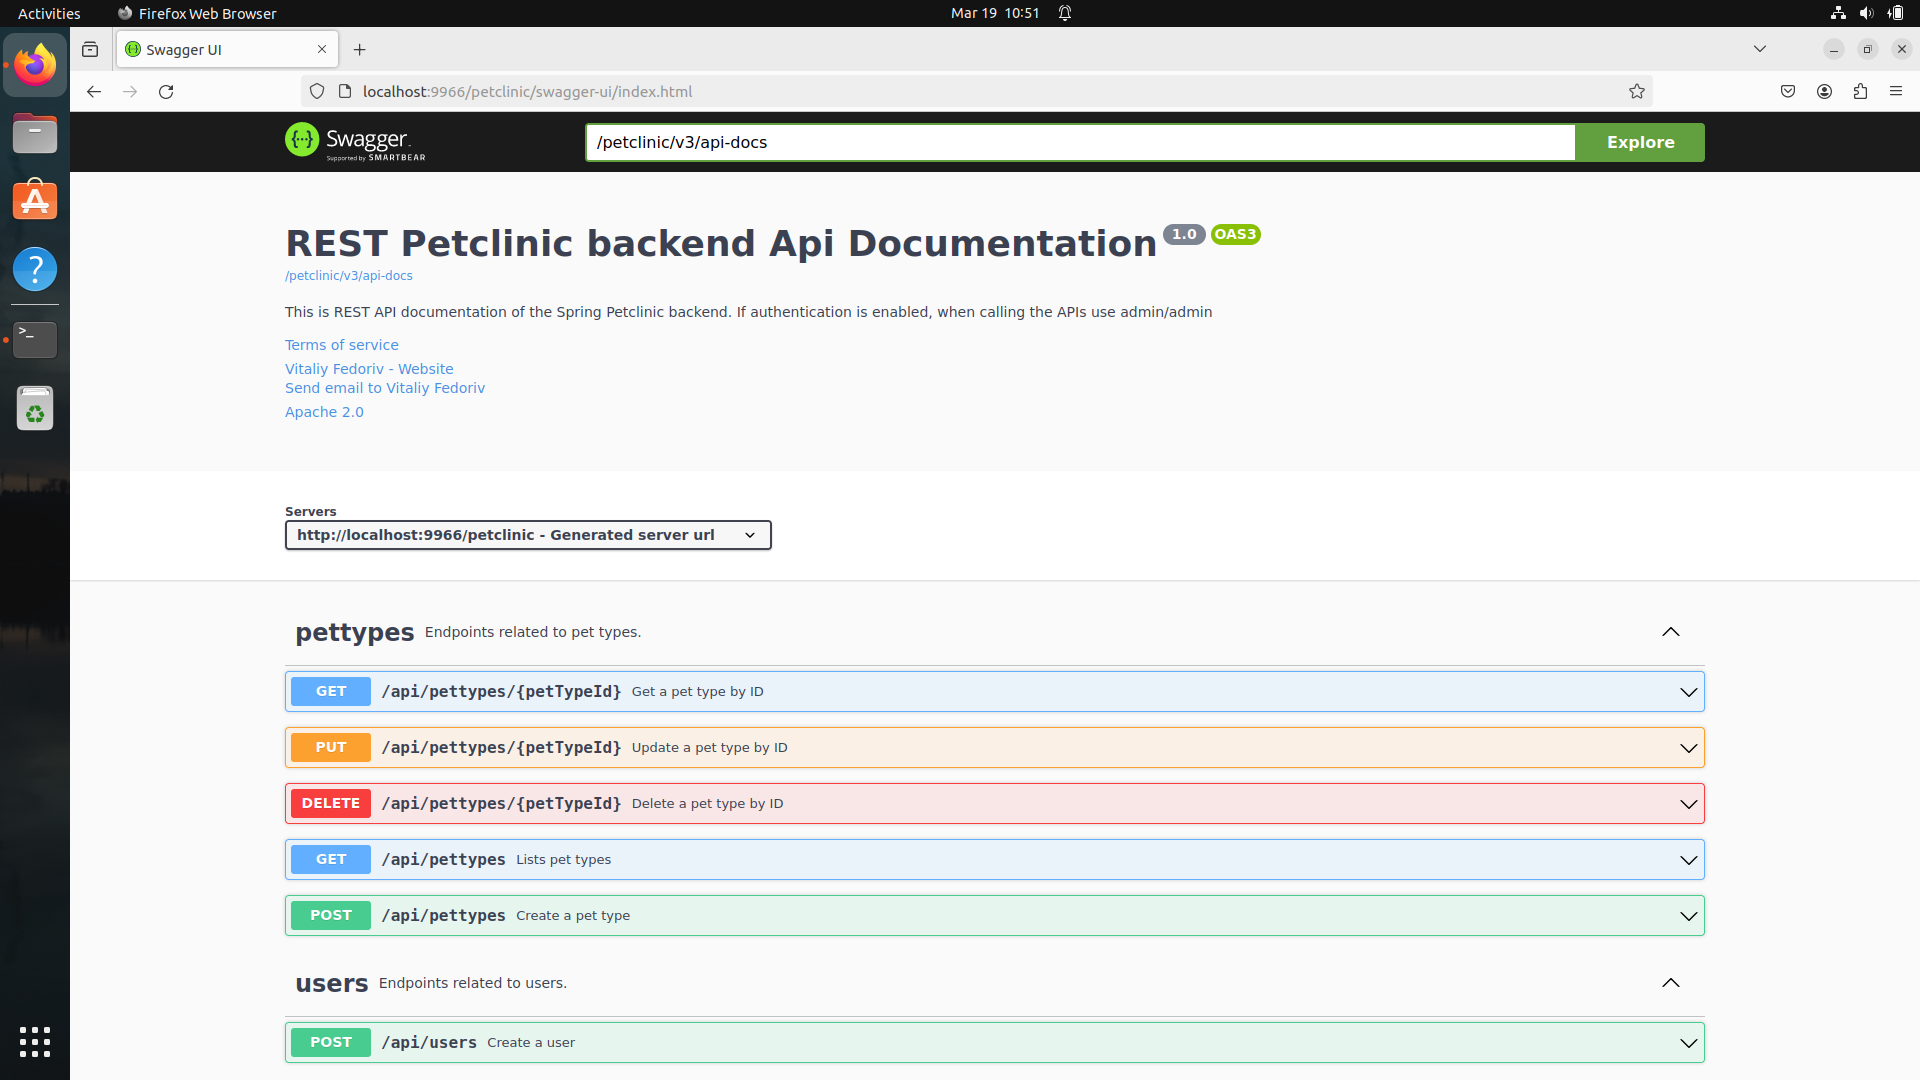 Activities
Firefox Web Browser
Mar 19 10:51
Swagger UI
localhost:9966/petclinic/swagger-ui/index.html
Swagger.
Supported by SMARTBEAR
/petclinic/v3/api-docs
Explore
REST Petclinic backend Api Documentation 1.0 OAS3
/petclinic/v3/api-docs
This is REST API documentation of the Spring Petclinic backend. If authentication is enabled, when calling the APIs use admin/admin
Terms of service
Vitaliy Fedoriv - Website
Send email to Vitaliy Fedoriv
Apache 2.0
Servers
http://localhost:9966/petclinic - Generated server url
pettypes Endpoints related to pet types.
GET /api/pettypes/{petTypeId} Get a pet type by ID
PUT /api/pettypes/{petTypeId} Update a pet type by ID
DELETE /api/pettypes/{petTypeId} Delete a pet type by ID
GET /api/pettypes Lists pet types
POST /api/pettypes Create a pet type
users Endpoints related to users.
POST /api/users Create a user